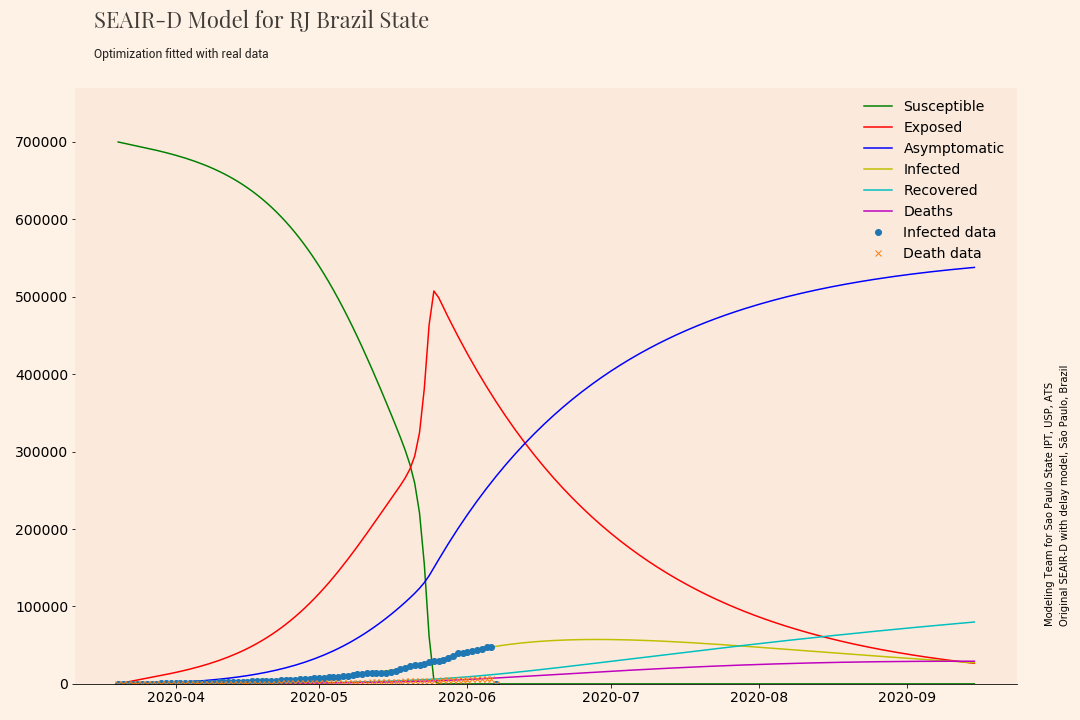 SEAIR-D Model for RJ Brazil State
Optimization fitted with real data
Susceptible
Exposed
Asymptomatic
Infected
Recovered
Deaths
Infected data
Death data
700000
600000
500000
400000
300000
200000
100000
0
2020-04
2020-05
2020-06
2020-07
2020-08
2020-09
Modeling Team for Sao Paulo State IPT, USP, ATS
Original SEAIR-D with delay model, São Paulo, Brazil